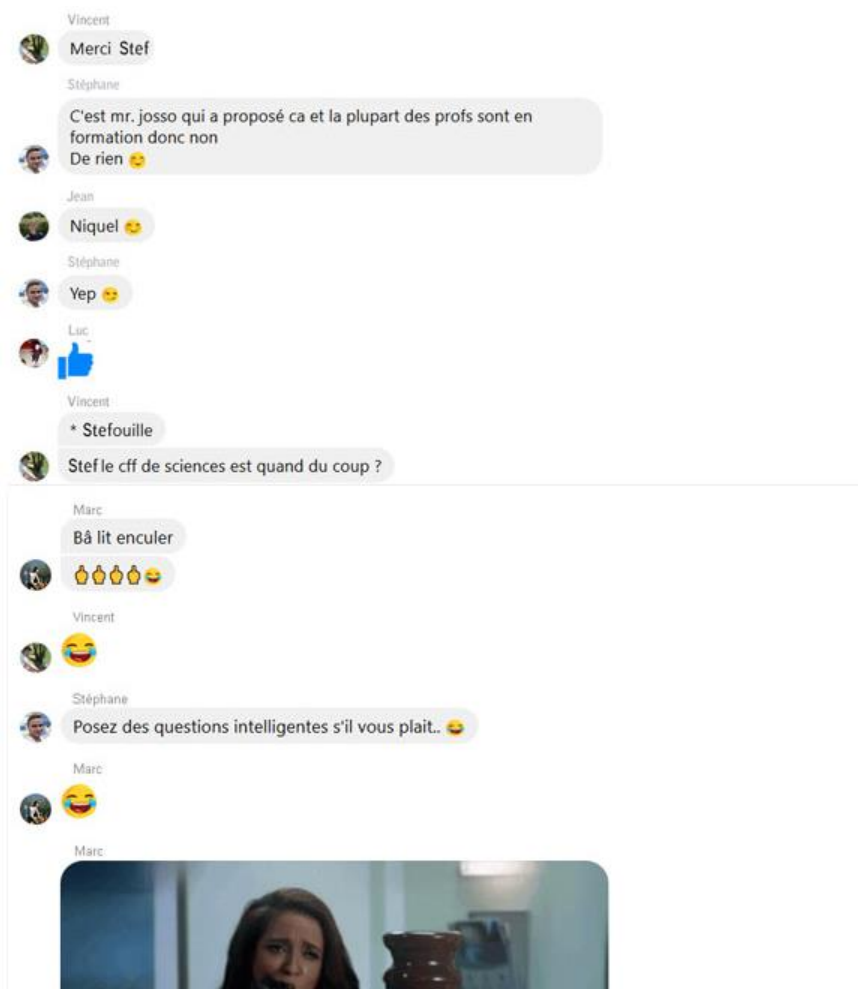 Vincent
Merci Stef
Stéphane
C'est mr. josso qui a proposé ca et la plupart des profs sont en
formation donc non
De rien 😏
Jean
Niquel 😏
Stéphane
Yep 😏
Luc
Vincent
* Stefouille
Stef le cff de sciences est quand du coup ?
Marc
Bâ lit enculer
🖕🖕🖕🖕😂
Vincent
😂
Stéphane
Posez des questions intelligentes s'il vous plait.. 😂
Marc
😂
Marc